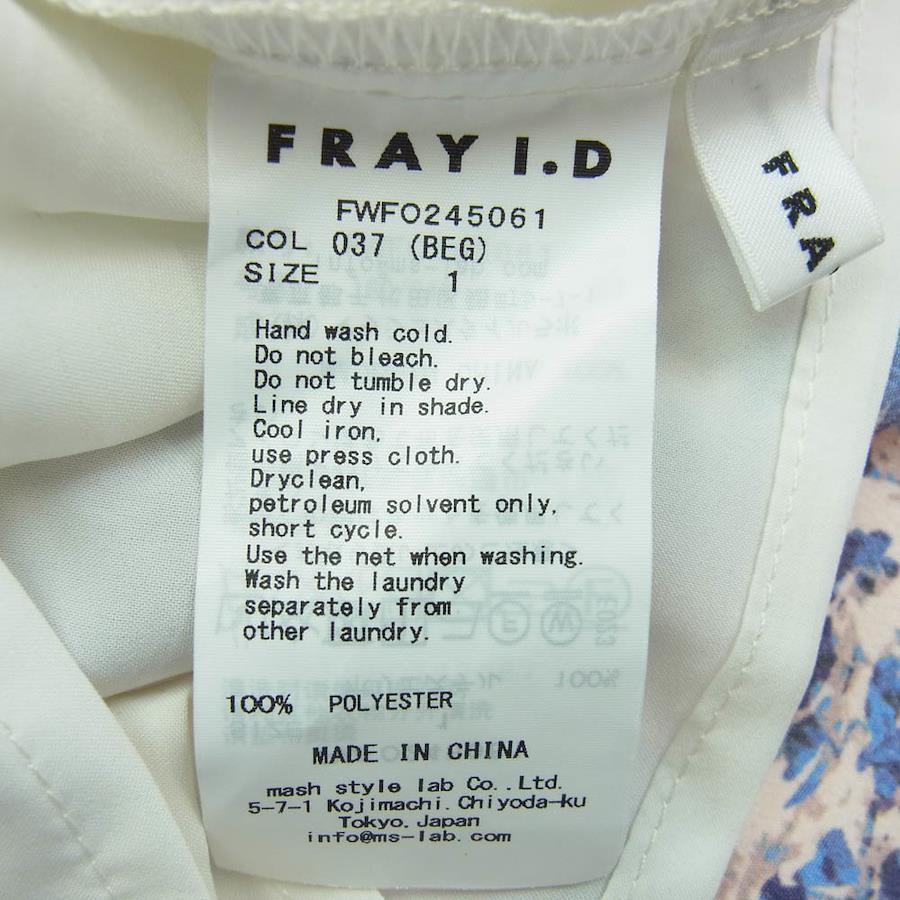 FRAY I.D
FWFO245061
COL 037 (BEG)
SIZE 1
Hand wash cold.
Do not bleach.
Do not tumble dry.
Line dry in shade.
Cool iron,
use press cloth.
Dryclean,
petroleum solvent only,
short cycle.
Use the net when washing.
Wash the laundry
separately from
other laundry.
100% POLYESTER
MADE IN CHINA
mash style lab Co.,Ltd.
5-7-1 Kojimachi.Chiyoda-ku
Tokyo.Japan
info@ms-lab.com
FRA